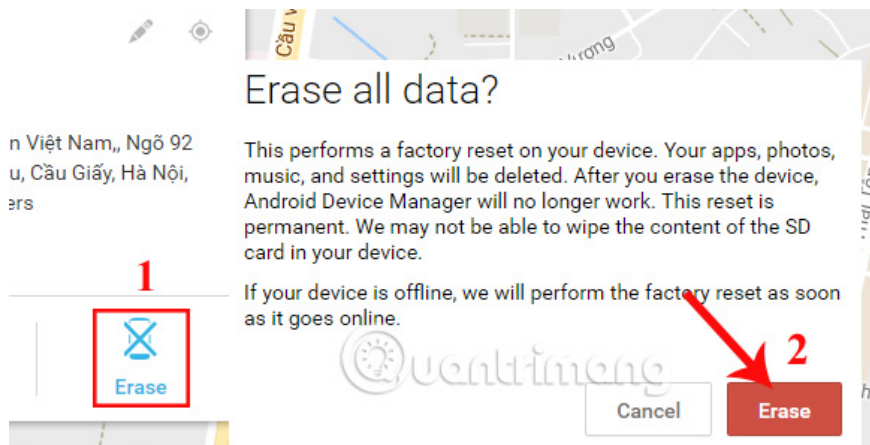 Cầu
Vương
n Việt Nam,, Ngõ 92
u, Cầu Giấy, Hà Nội,
ers
1
Erase
Erase all data?
This performs a factory reset on your device. Your apps, photos,
music, and settings will be deleted. After you erase the device,
Android Device Manager will no longer work. This reset is
permanent. We may not be able to wipe the content of the SD
card in your device.
If your device is offline, we will perform the factory reset as soon
as it goes online.
Quantrimang
2
Cancel
Erase